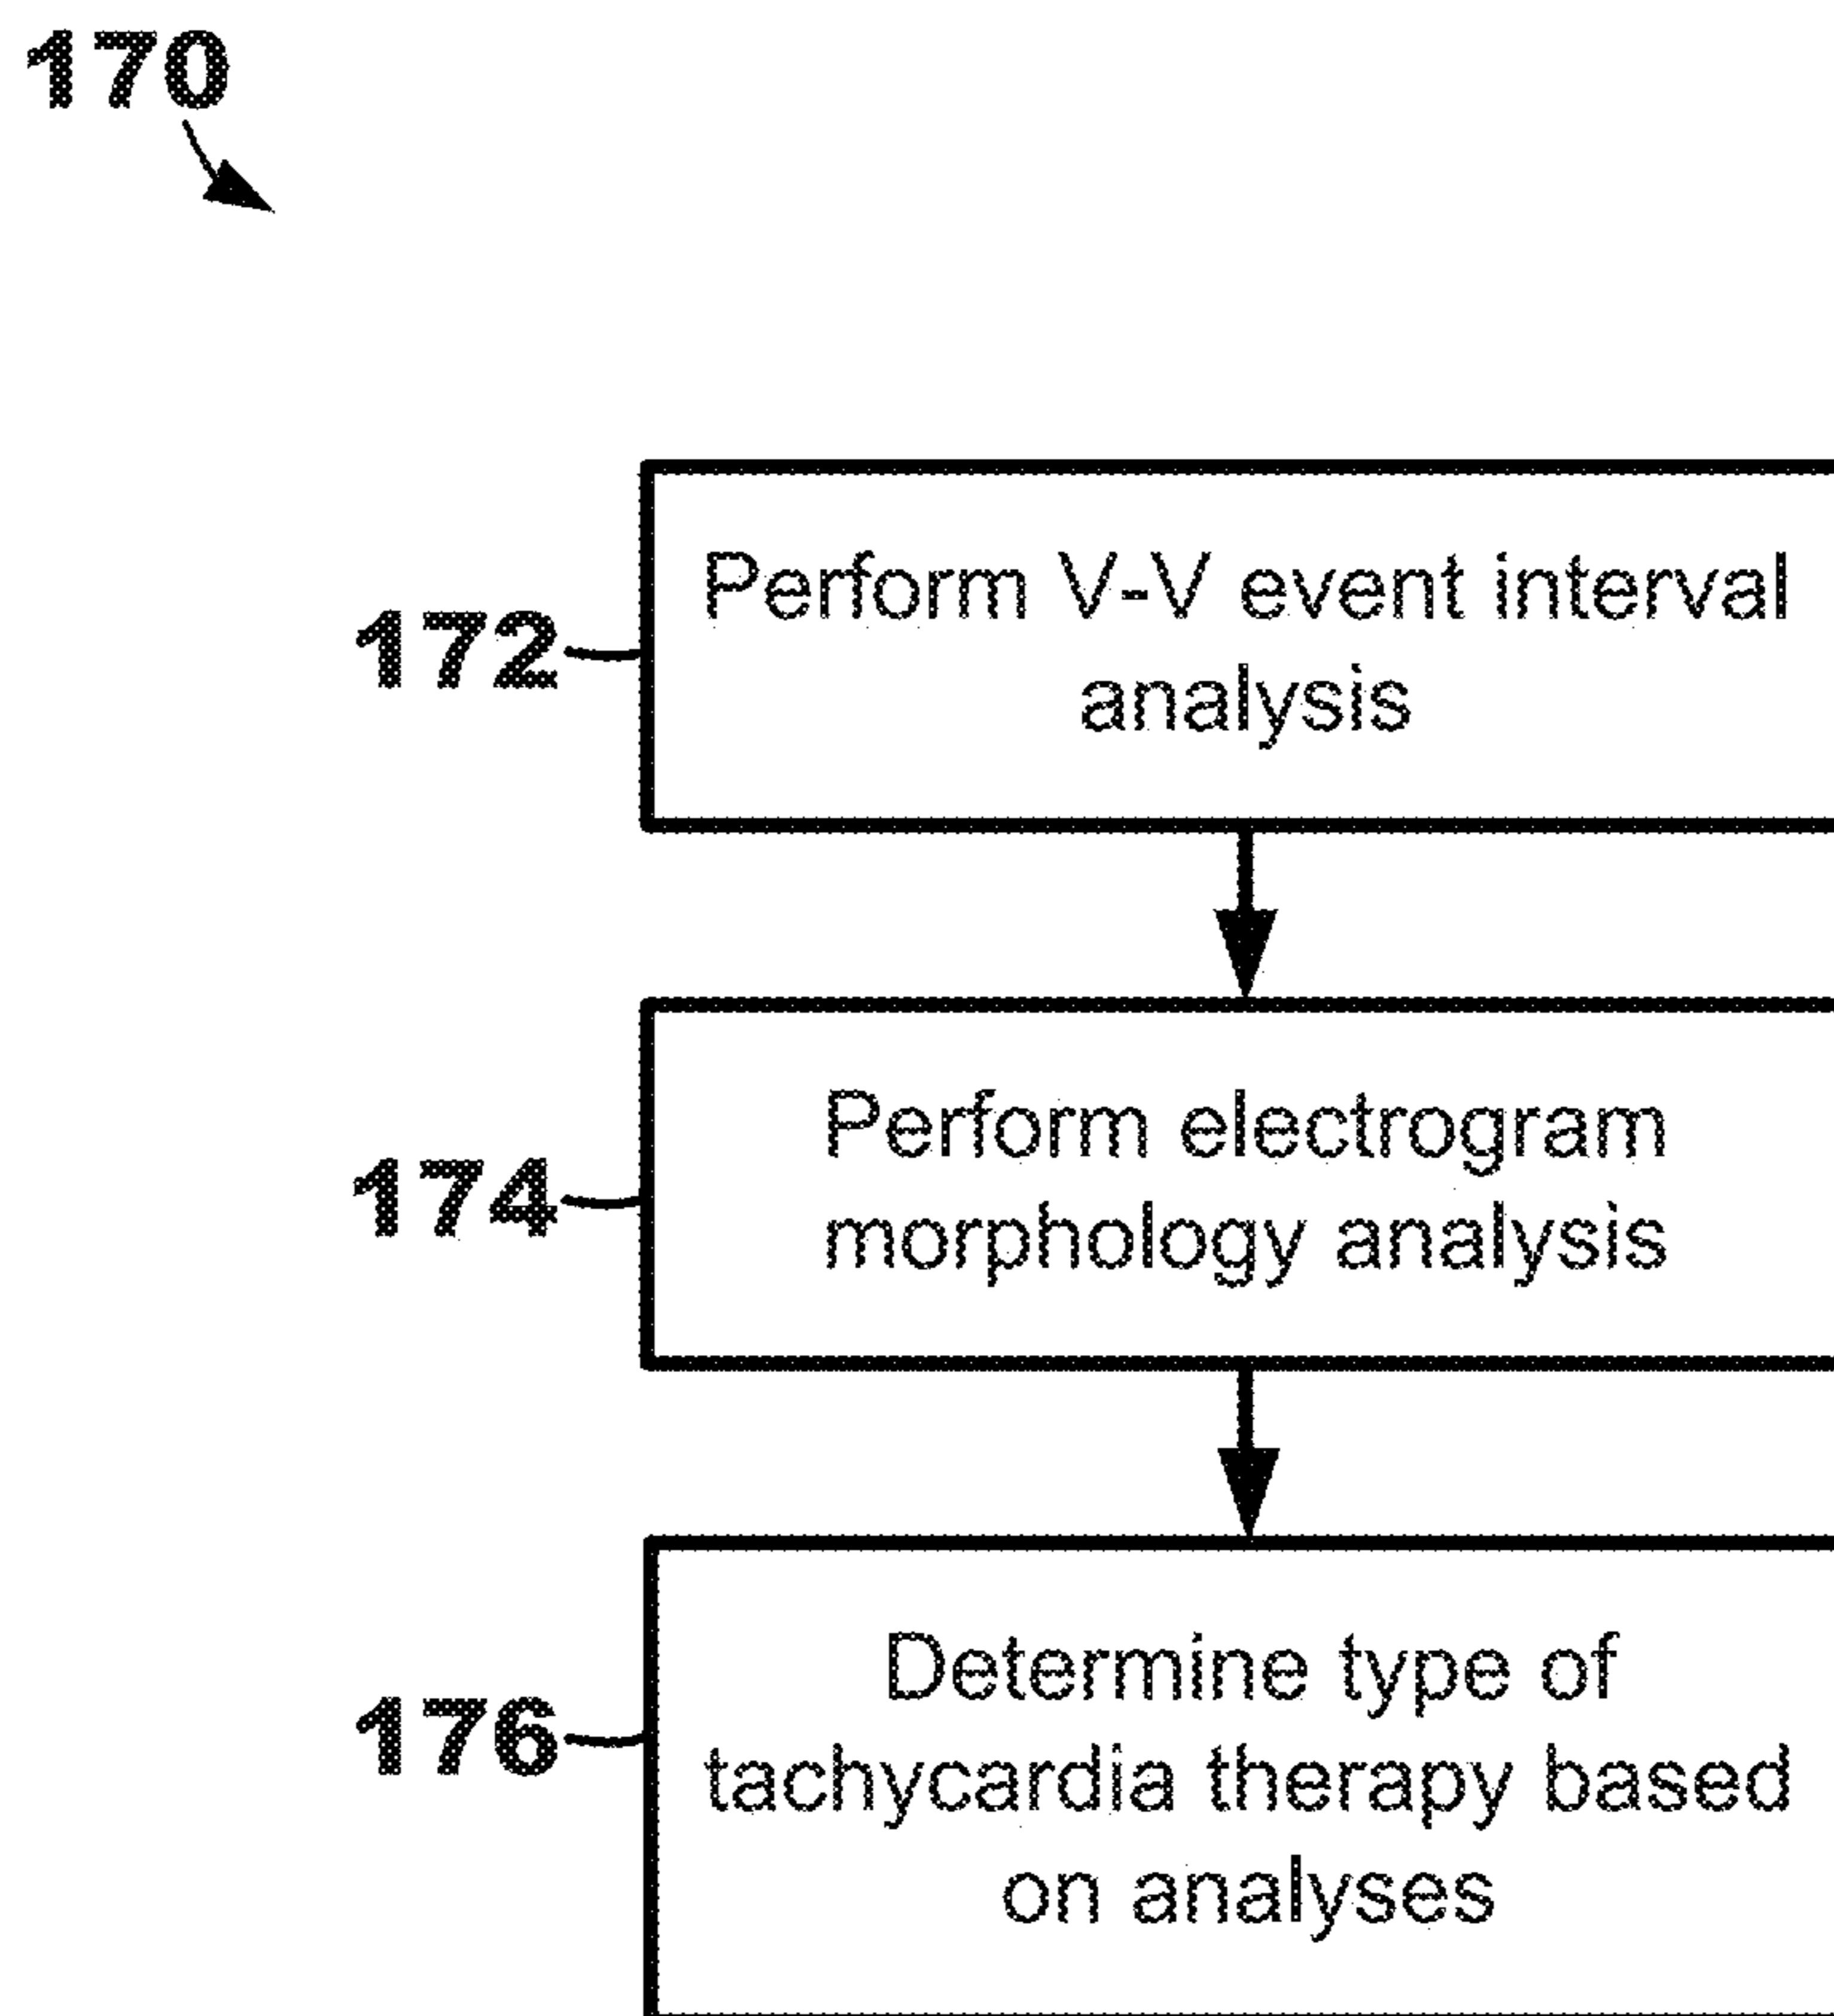 170
172
Perform V-V event interval
analysis
174
Perform electrogram
morphology analysis
176
Determine type of
tachycardia therapy based
on analyses